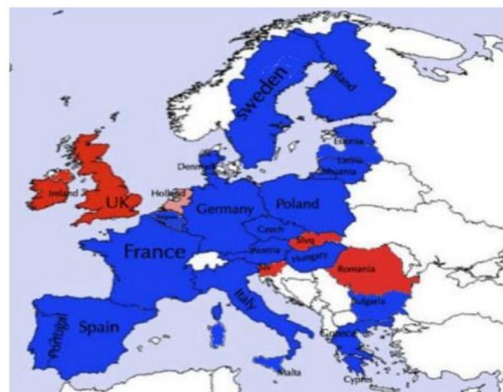 sweden
Finland
Estonia
Latvia
Lithuania
Denmark
Ireland
UK
Holland
Germany
Poland
Czech
Slvq
France
Austria
Hungary
Romania
Italy
Bulgaria
Portugal
Spain
Greece
Malta
Cyprus